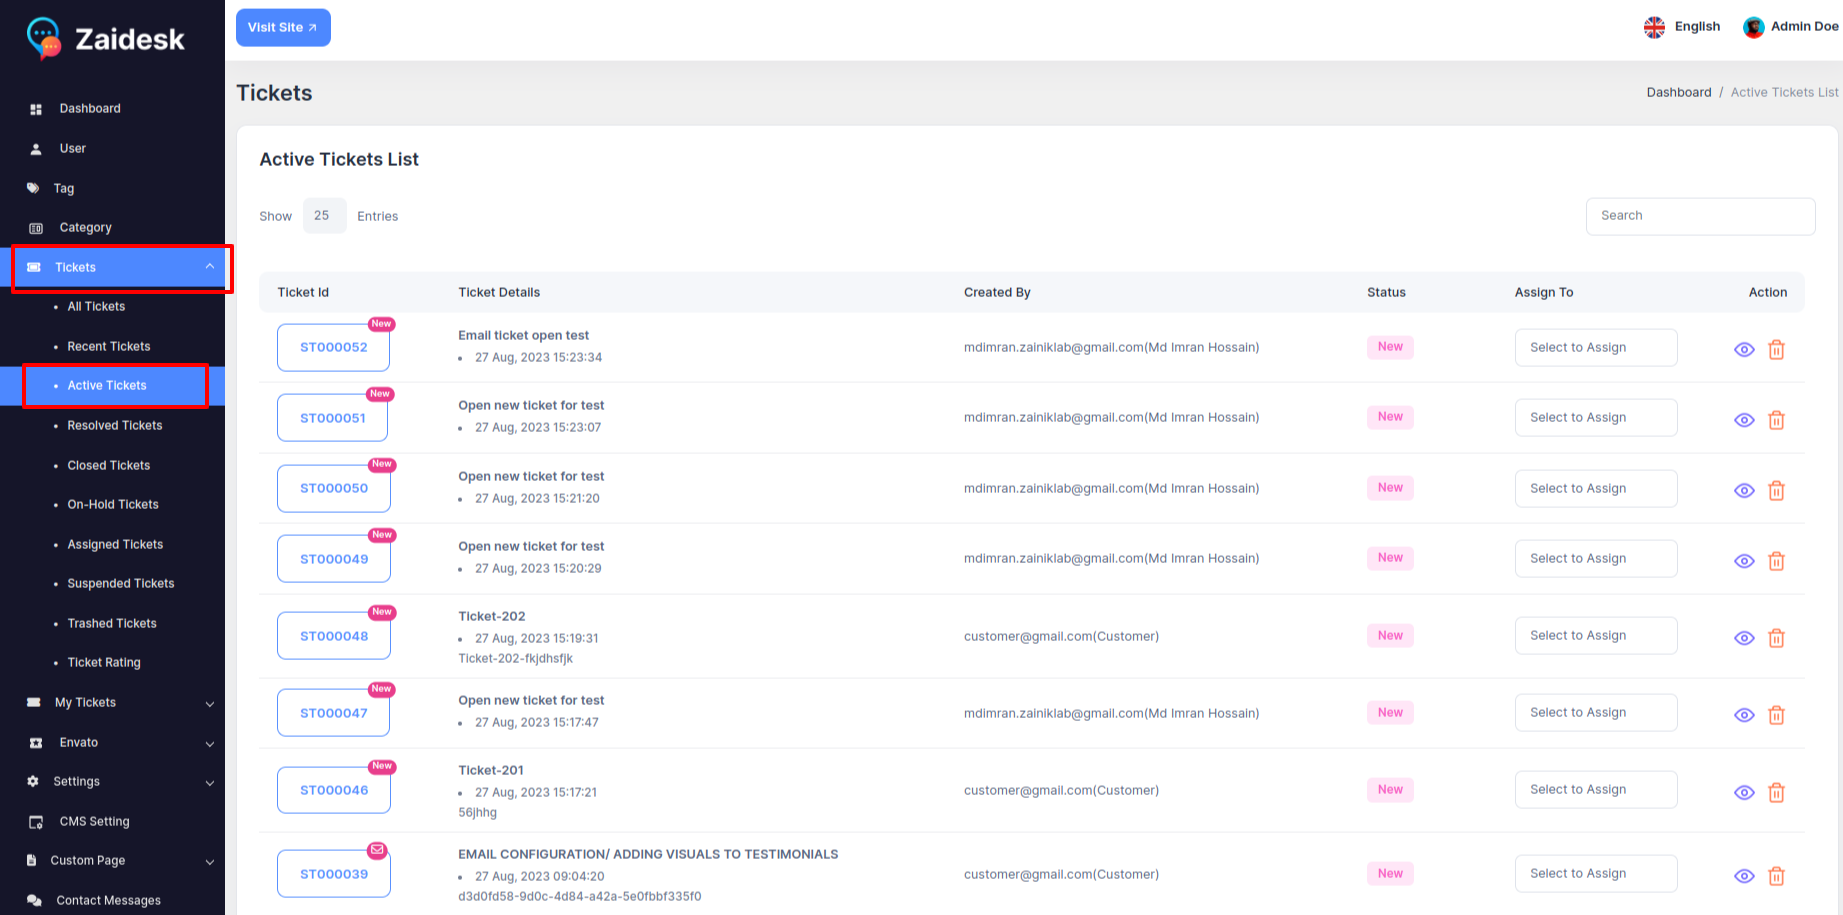 Zaidesk
Visit Site
English
Admin Doe
Dashboard
User
Tag
Category
Tickets
All Tickets
Recent Tickets
Active Tickets
Resolved Tickets
Closed Tickets
On-Hold Tickets
Assigned Tickets
Suspended Tickets
Trashed Tickets
Ticket Rating
My Tickets
Envato
Settings
CMS Setting
Custom Page
Contact Messages
Tickets
Dashboard / Active Tickets List
Active Tickets List
Show 25 Entries
Search
Ticket Id Ticket Details Created By Status Assign To Action
New
ST000052
Email ticket open test
27 Aug, 2023 15:23:34
mdimran.zainiklab@gmail.com(Md Imran Hossain)
New
Select to Assign
New
ST000051
Open new ticket for test
27 Aug, 2023 15:23:07
mdimran.zainiklab@gmail.com(Md Imran Hossain)
New
Select to Assign
New
ST000050
Open new ticket for test
27 Aug, 2023 15:21:20
mdimran.zainiklab@gmail.com(Md Imran Hossain)
New
Select to Assign
New
ST000049
Open new ticket for test
27 Aug, 2023 15:20:29
mdimran.zainiklab@gmail.com(Md Imran Hossain)
New
Select to Assign
New
ST000048
Ticket-202
27 Aug, 2023 15:19:31
Ticket-202-fkjdhsfjk
customer@gmail.com(Customer)
New
Select to Assign
New
ST000047
Open new ticket for test
27 Aug, 2023 15:17:47
mdimran.zainiklab@gmail.com(Md Imran Hossain)
New
Select to Assign
New
ST000046
Ticket-201
27 Aug, 2023 15:17:21
56jhhg
customer@gmail.com(Customer)
New
Select to Assign
ST000039
EMAIL CONFIGURATION/ ADDING VISUALS TO TESTIMONIALS
27 Aug, 2023 09:04:20
d3d0fd58-9d0c-4d84-a42a-5e0fbbf335f0
customer@gmail.com(Customer)
New
Select to Assign